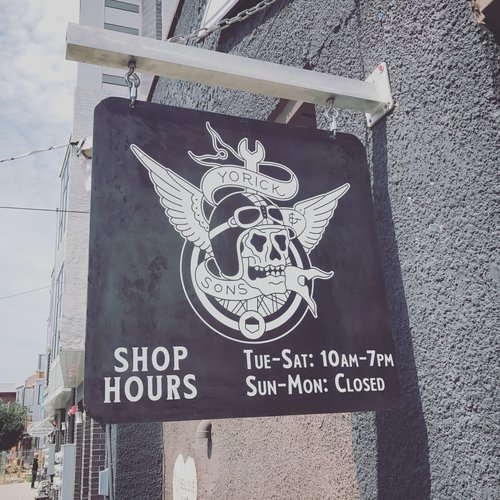 YORICK
&
SONS
SHOP
HOURS
TUE-SAT: 10AM-7PM
SUN-MON: CLOSED